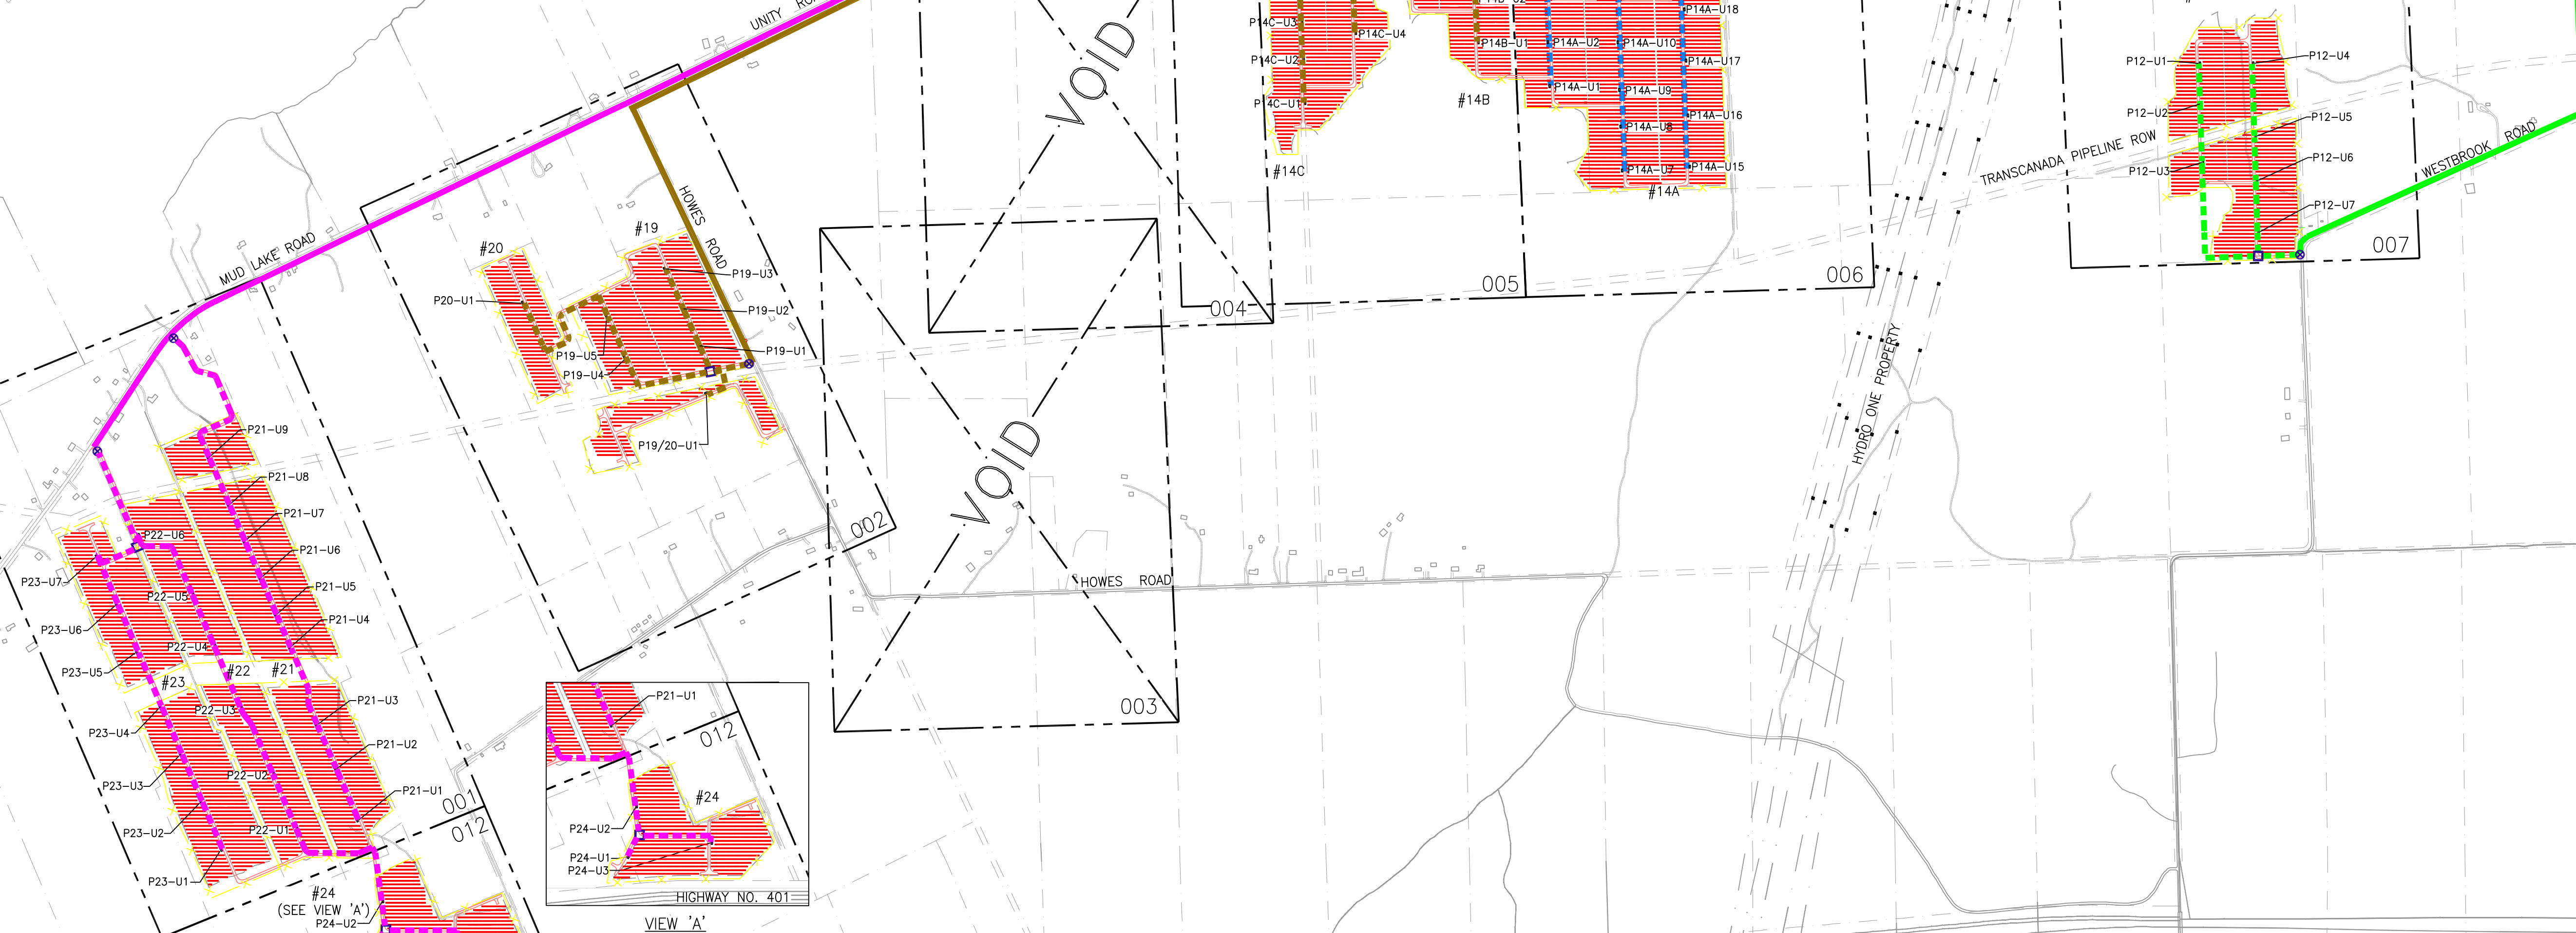 UNITY
VOID
P14C-U3
P14C-U2
P14C-U1
P14C-U4
#14C
P14B-U1
#14B
P14A-U2
P14A-U1
P14A-U10
P14A-U9
P14A-U8
P14A-U7
P14A-U18
P14A-U17
P14A-U16
P14A-U15
#14A
P12-U1
P12-U2
P12-U3
P12-U4
P12-U5
P12-U6
P12-U7
TRANSCANADA PIPELINE ROW
WESTBROOK ROAD
007
006
005
004
HYDRO ONE PROPERTY
MUD LAKE ROAD
HOWES ROAD
#20
#19
P20-U1
P19-U3
P19-U2
P19-U1
P19-U5
P19-U4
P19/20-U1
002
VOID
HOWES ROAD
003
P21-U9
P21-U8
P21-U7
P21-U6
P21-U5
P21-U4
P22-U6
P22-U5
P22-U4
P23-U7
P23-U6
P23-U5
#23
#22
#21
P21-U3
P21-U2
P21-U1
P22-U3
P22-U2
P22-U1
P23-U4
P23-U3
P23-U2
P23-U1
001
012
#24
(SEE VIEW 'A')
P24-U2
P21-U1
012
#24
P24-U2
P24-U1
P24-U3
HIGHWAY NO. 401
VIEW 'A'